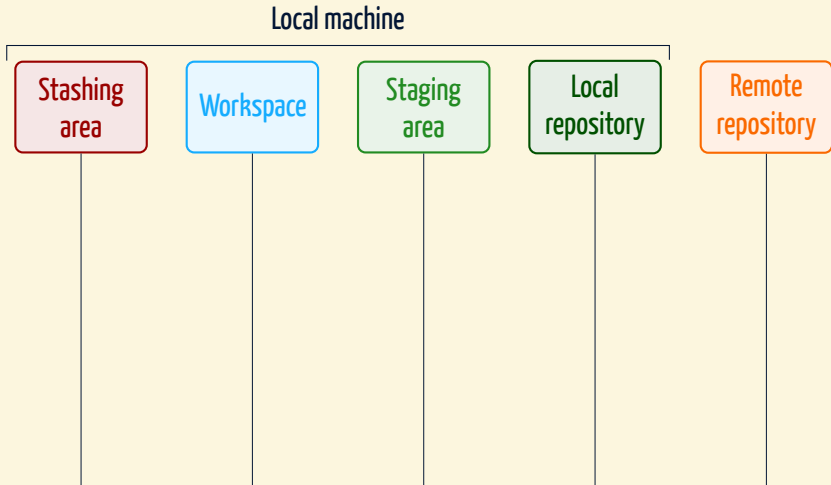 Local machine
Stashing
area
Workspace
Staging
area
Local
repository
Remote
repository